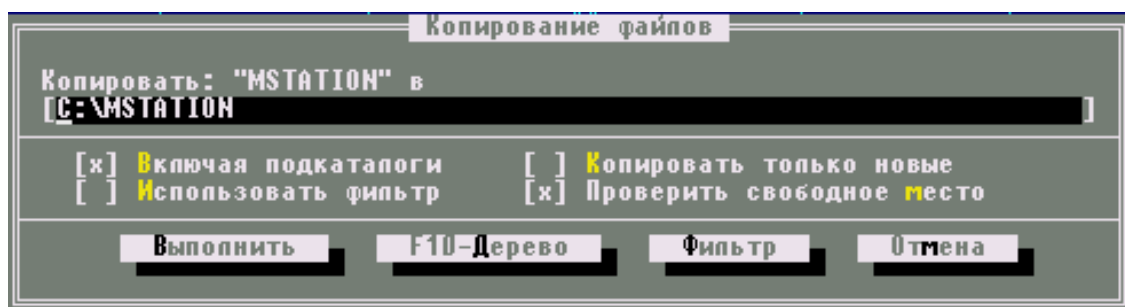 Копирование файлов
Копировать: "MSTATION" в
[C:\MSTATION]
[x] Включая подкаталоги [ ] Копировать только новые
[ ] Использовать фильтр [x] Проверить свободное место
Выполнить F10-Дерево Фильтр Отмена